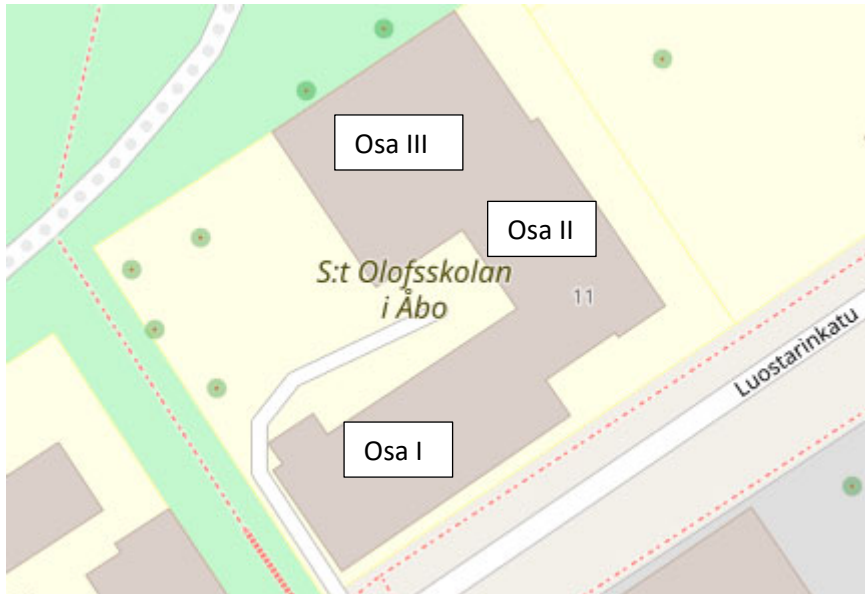 Osa III
Osa II
S:t Olofsskolan
i Åbo
11
Luostarinkatu
Osa I